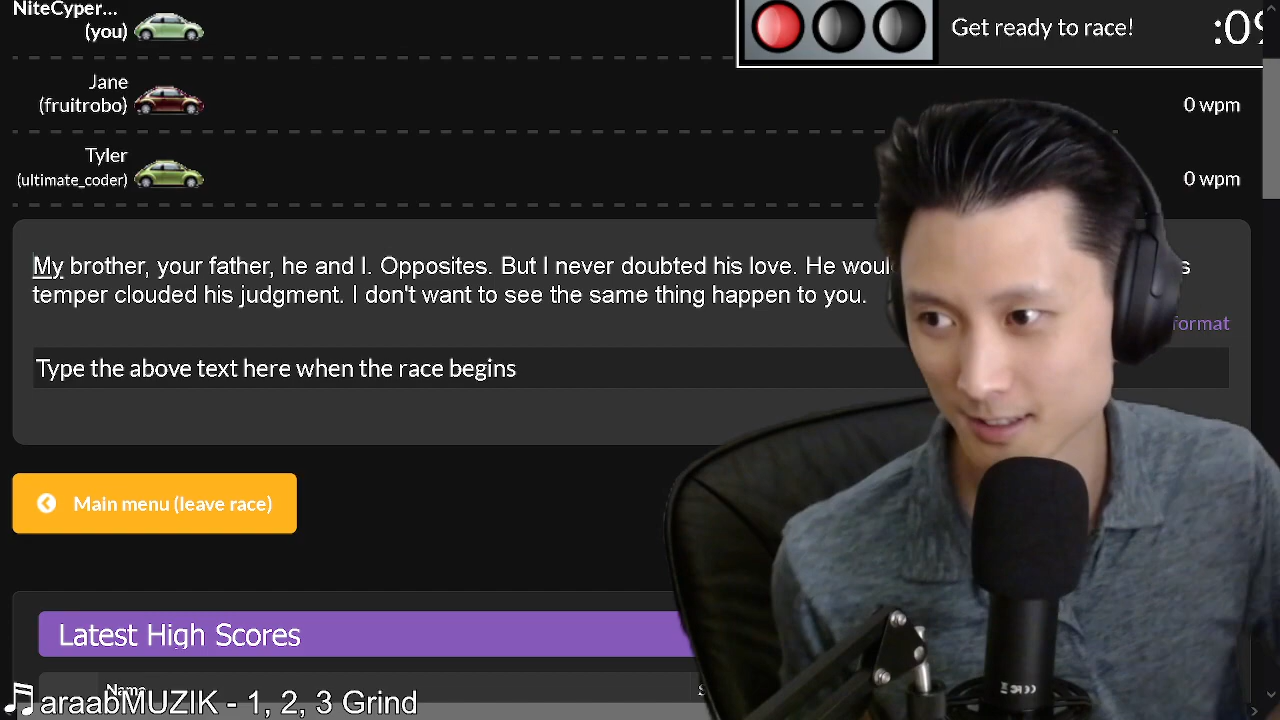 NiteCyper...
(you)
Get ready to race!
:09
Jane
(fruitrobo)
0 wpm
Tyler
(ultimate_coder)
0 wpm
My brother, your father, he and I. Opposites. But I never doubted his love. He
temper clouded his judgment. I don't want to see the same thing happen to you.
format
Type the above text here when the race begins
Main menu (leave race)
Latest High Scores
Name
araabMUZIK - 1, 2, 3 Grind